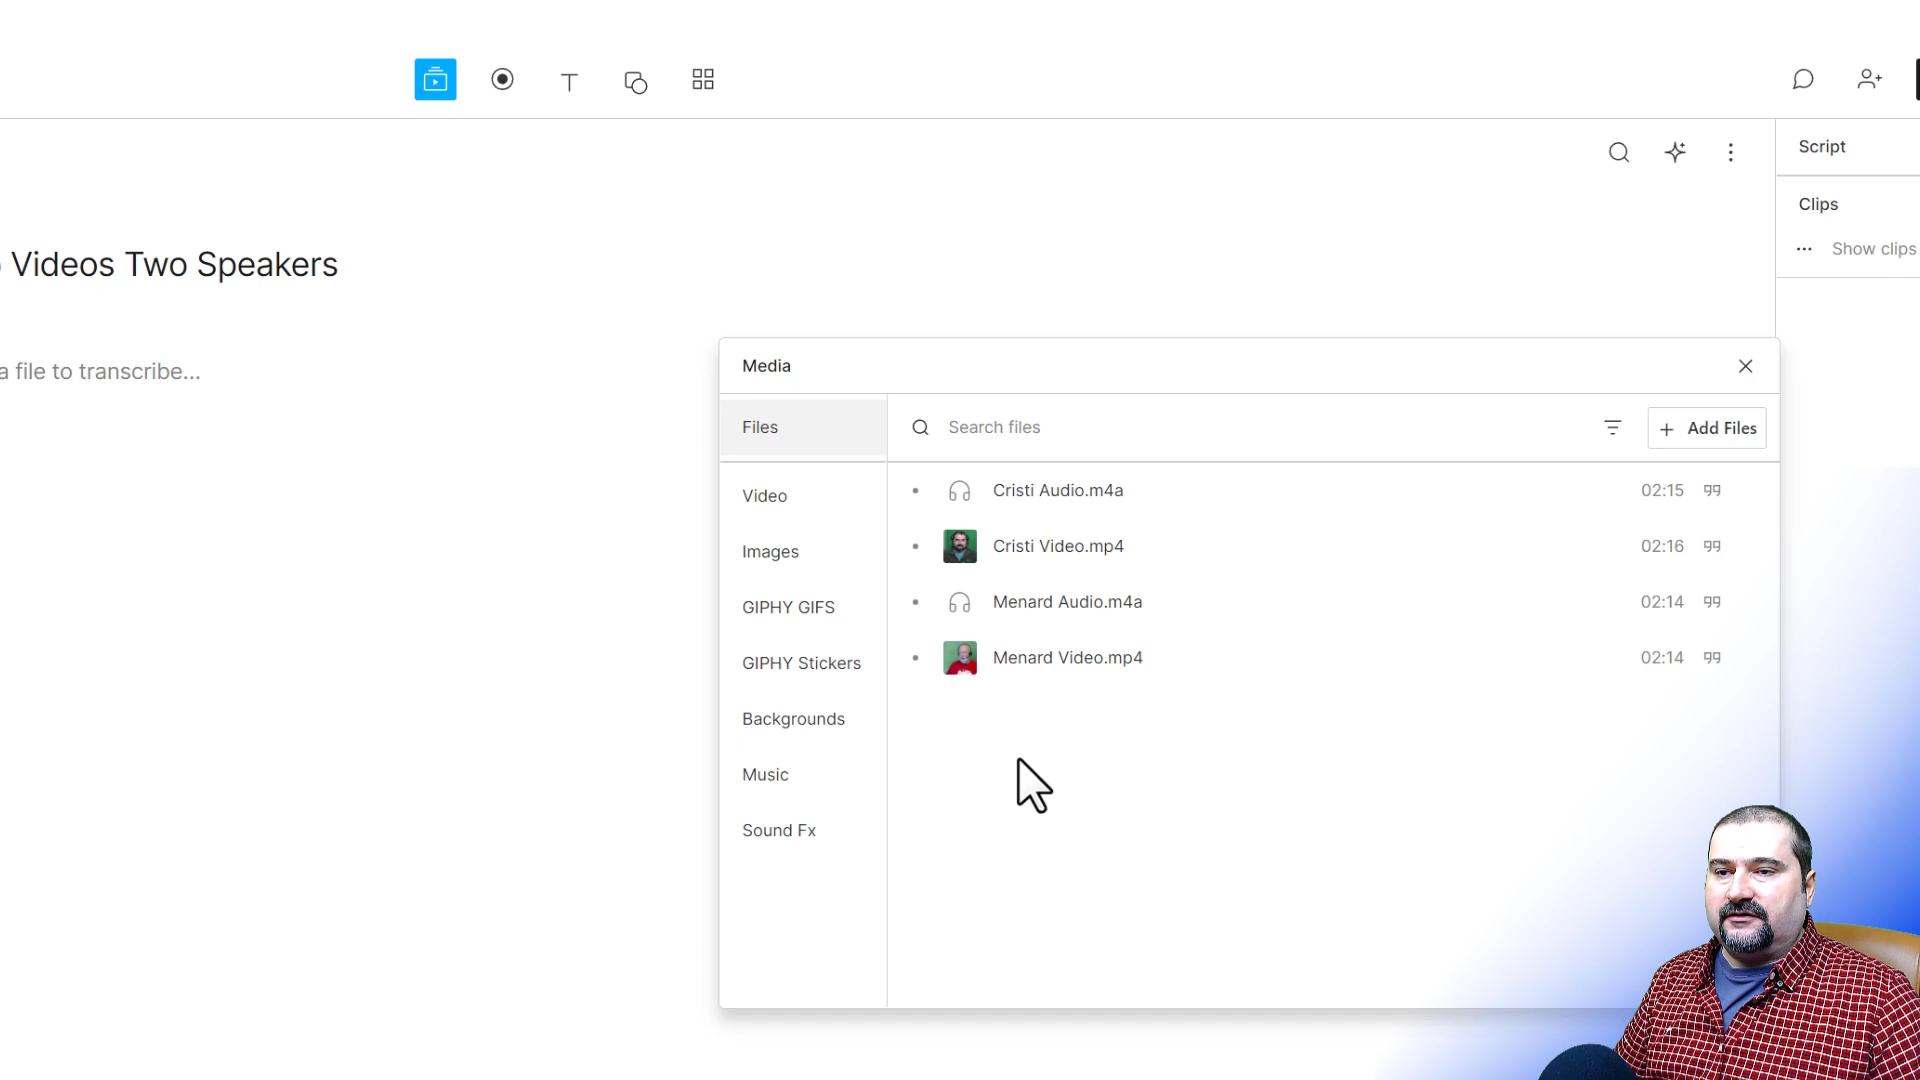 Script
Clips
Show clips
Videos Two Speakers
a file to transcribe...
Media
Files
Search files
Add Files
Video
Images
GIPHY GIFS
GIPHY Stickers
Backgrounds
Music
Sound Fx
Cristi Audio.m4a 02:15
Cristi Video.mp4 02:16
Menard Audio.m4a 02:14
Menard Video.mp4 02:14